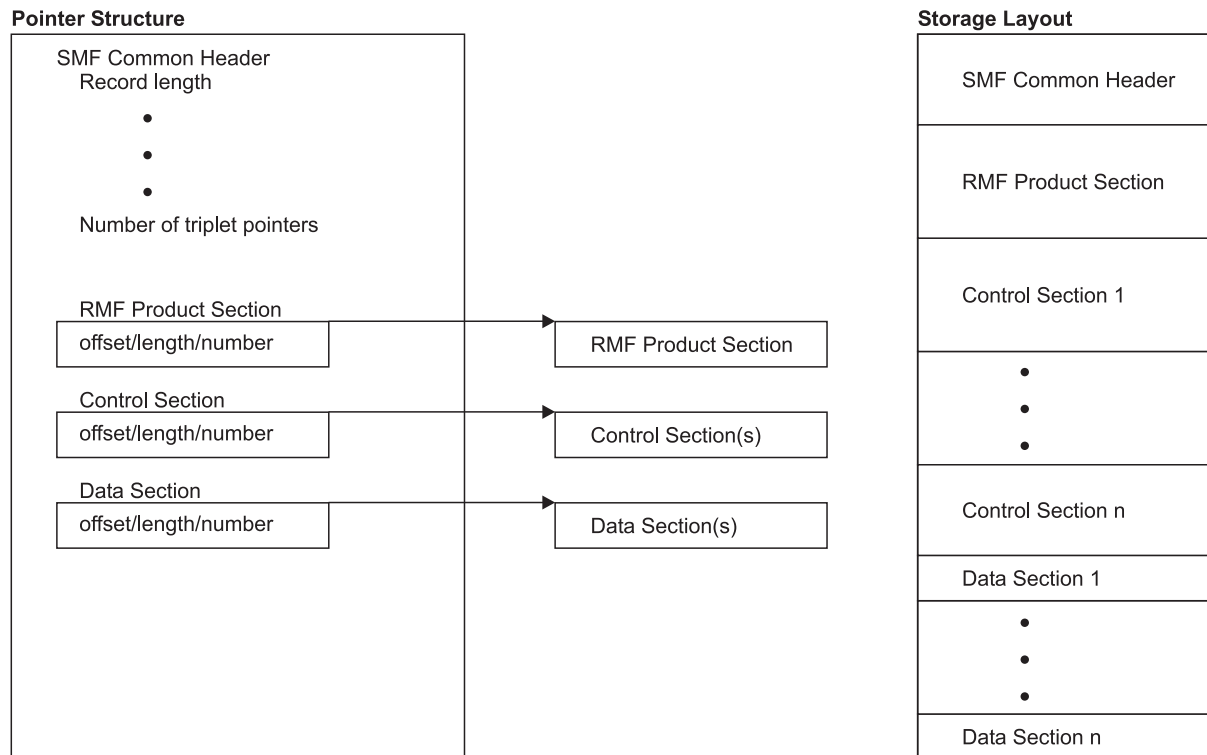 Pointer Structure
SMF Common Header
Record length
•
•
•
Number of triplet pointers
RMF Product Section
offset/length/number
RMF Product Section
Control Section
offset/length/number
Control Section(s)
Data Section
offset/length/number
Data Section(s)
Storage Layout
SMF Common Header
RMF Product Section
Control Section 1
•
•
•
Control Section n
Data Section 1
•
•
•
Data Section n